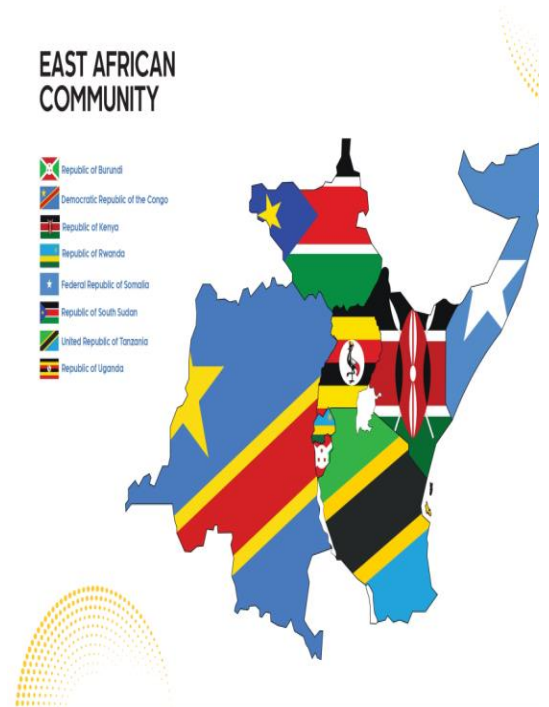 EAST AFRICAN
COMMUNITY
Republic of Burundi
Democratic Republic of the Congo
Republic of Kenya
Republic of Rwanda
Federal Republic of Somalia
Republic of South Sudan
United Republic of Tanzania
Republic of Uganda